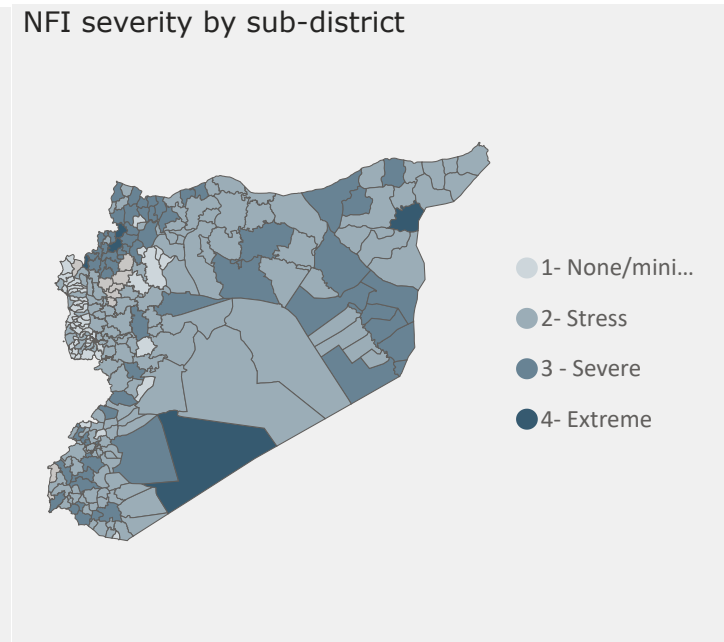 NFI severity by sub-district
1- None/mini...
2- Stress
3 - Severe
4- Extreme